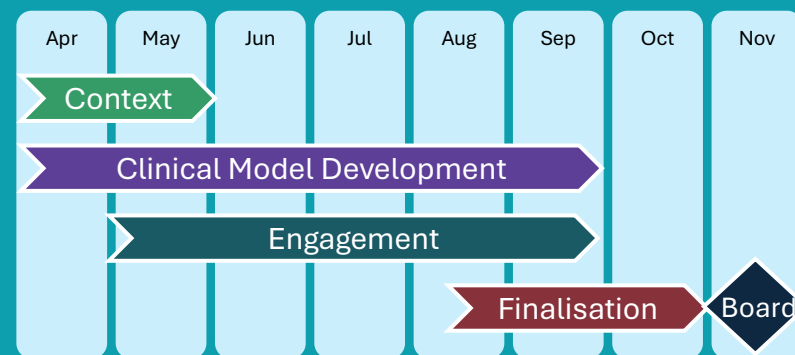 Apr May Jun Jul Aug Sep Oct Nov
Context
Clinical Model Development
Engagement
Finalisation Board